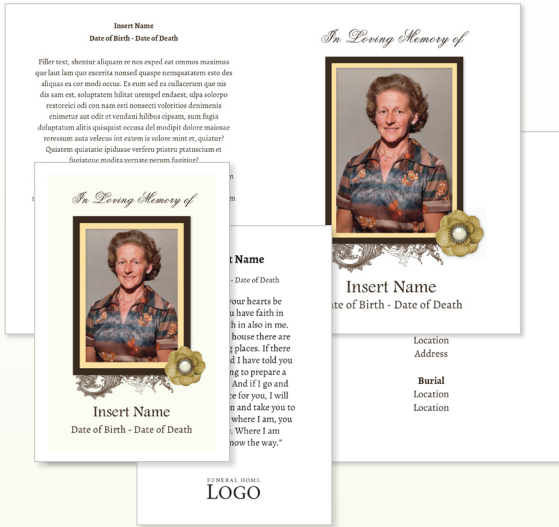 Insert Name
Date of Birth - Date of Death
Filler text, shentur aliquam re nos exped eat ommos maximus
que laut lam quo excerita nonsed quaspe nemquatatem esto des
aliquas ea cor modi occus. Es eum sed ea cullacerum que nis
dis sam est, soluptatem hilitat urempel endaest, ulpa solorpo
restoreici odi con nam esti nonsecti voloritios denimenis
enimetur aut odit et vendani hilibus cipsam, sum fugia
doluptatum alitis quisquist occusa del modipit dolore maiosae
roressum auta velecus int eatem is volore mint et, quiatur?
Quiatem quiatatio ipidusae verferu ptistru ptatuscium et
fugiatque modita vernate perum fugitiur?
In Loving Memory of
Insert Name
te of Birth - Date of Death
In Loving Memory of
Insert Name
Date of Birth - Date of Death
t Name
- Date of Death
your hearts be
u have faith in
h in also in me.
house there are
g places. If there
d I have told you
ng to prepare a
And if I go and
ce for you, I will
n and take you to
where I am, you
. Where I am
now the way."
FUNERAL HOME
LOGO
Location
Address
Burial
Location
Location